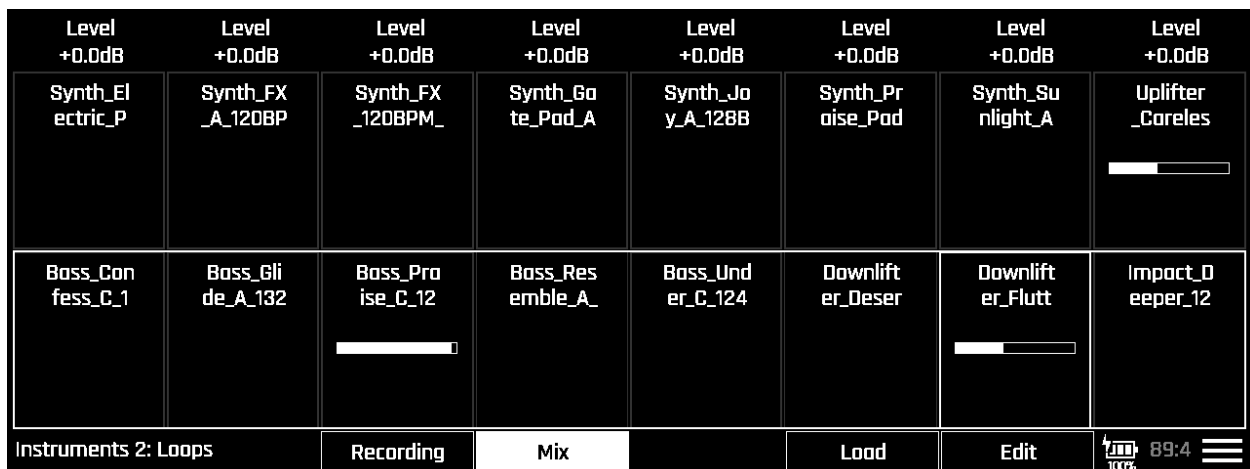 Level Level Level Level Level Level Level Level
+0.0dB +0.0dB +0.0dB +0.0dB +0.0dB +0.0dB +0.0dB +0.0dB
Synth_El Synth_FX Synth_FX Synth_Ga Synth_Jo Synth_Pr Synth_Su Uplifter
ectric_P _A_120BP _120BPM_ te_Pad_A y_A_128B aise_Pad nlight_A _Careles
Bass_Con Bass_Gli Bass_Pra Bass_Res Bass_Und Downlift Downlift Impact_D
fess_C_1 de_A_132 ise_C_12 emble_A_ er_C_124 er_Deser er_Flutt eeper_12
Instruments 2: Loops Recording Mix Load Edit 89:4
100%